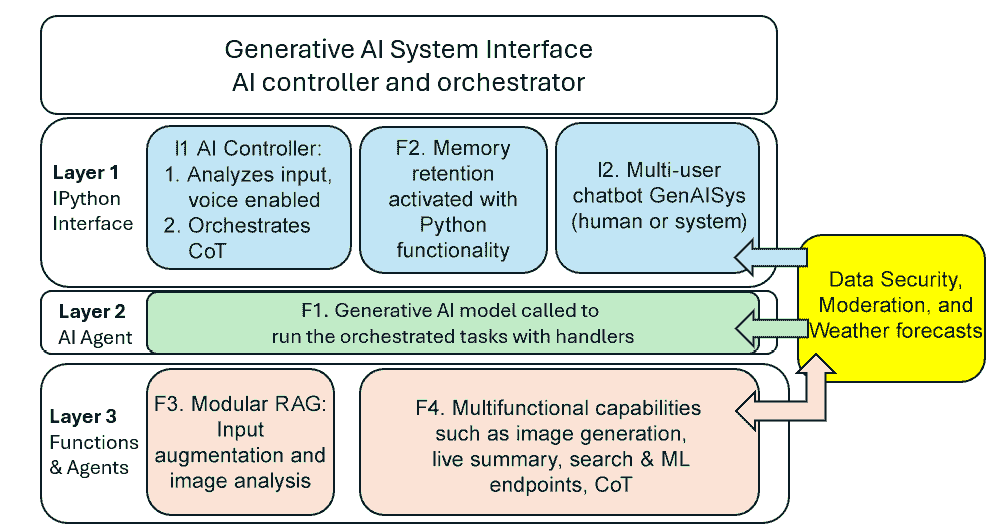 Generative AI System Interface
AI controller and orchestrator
Layer 1
IPython
Interface
I1 AI Controller:
1. Analyzes input,
voice enabled
2. Orchestrates
CoT
F2. Memory
retention
activated with
Python
functionality
I2. Multi-user
chatbot GenAISys
(human or system)
Data Security,
Moderation, and
Weather forecasts
Layer 2
AI Agent
F1. Generative AI model called to
run the orchestrated tasks with handlers
Layer 3
Functions
& Agents
F3. Modular RAG:
Input
augmentation and
image analysis
F4. Multifunctional capabilities
such as image generation,
live summary, search & ML
endpoints, CoT